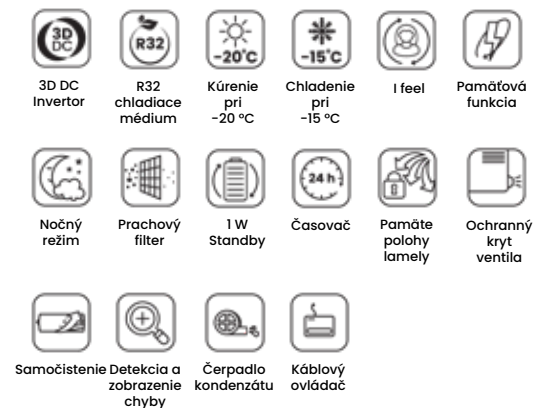 3D
DC
R32
-20°C
-15°C
3D DC
Invertor
R32
chladiace
médium
Kúrenie
pri
-20 °C
Chladenie
pri
-15 °C
I feel
Pamäťová
funkcia
24 h
Nočný
režim
Prachový
filter
1 W
Standby
Časovač
Pamäte
polohy
lamely
Ochranný
kryt
ventila
Samočistenie
Detekcia a
zobrazenie
chyby
Čerpadlo
kondenzátu
Káblový
ovládač